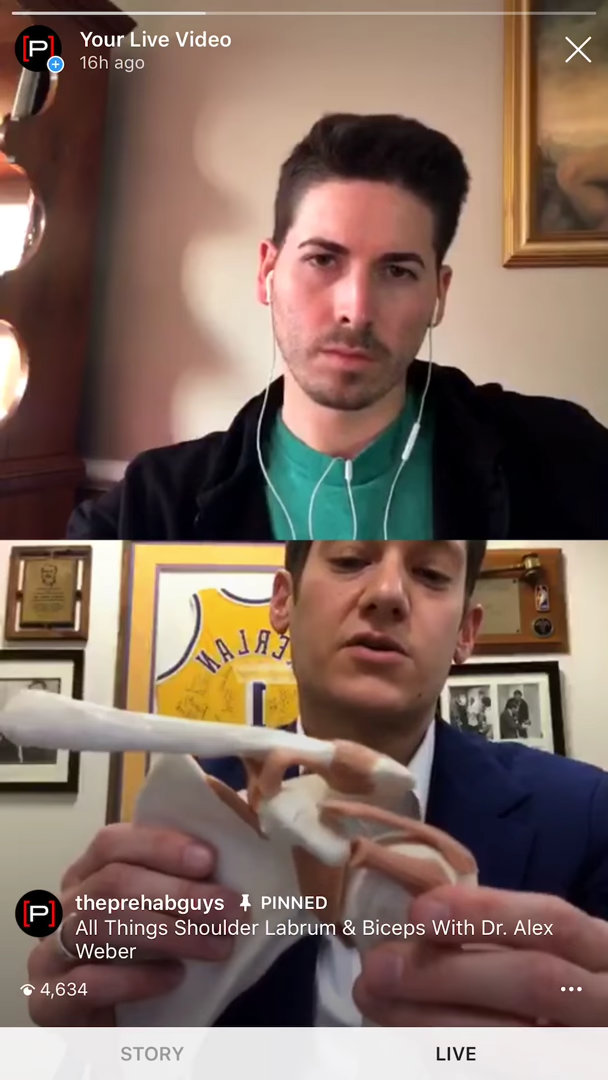 [P]
Your Live Video
16h ago
[P]
theprehabguys PINNED
All Things Shoulder Labrum & Biceps With Dr. Alex
Weber
4,634
STORY
LIVE